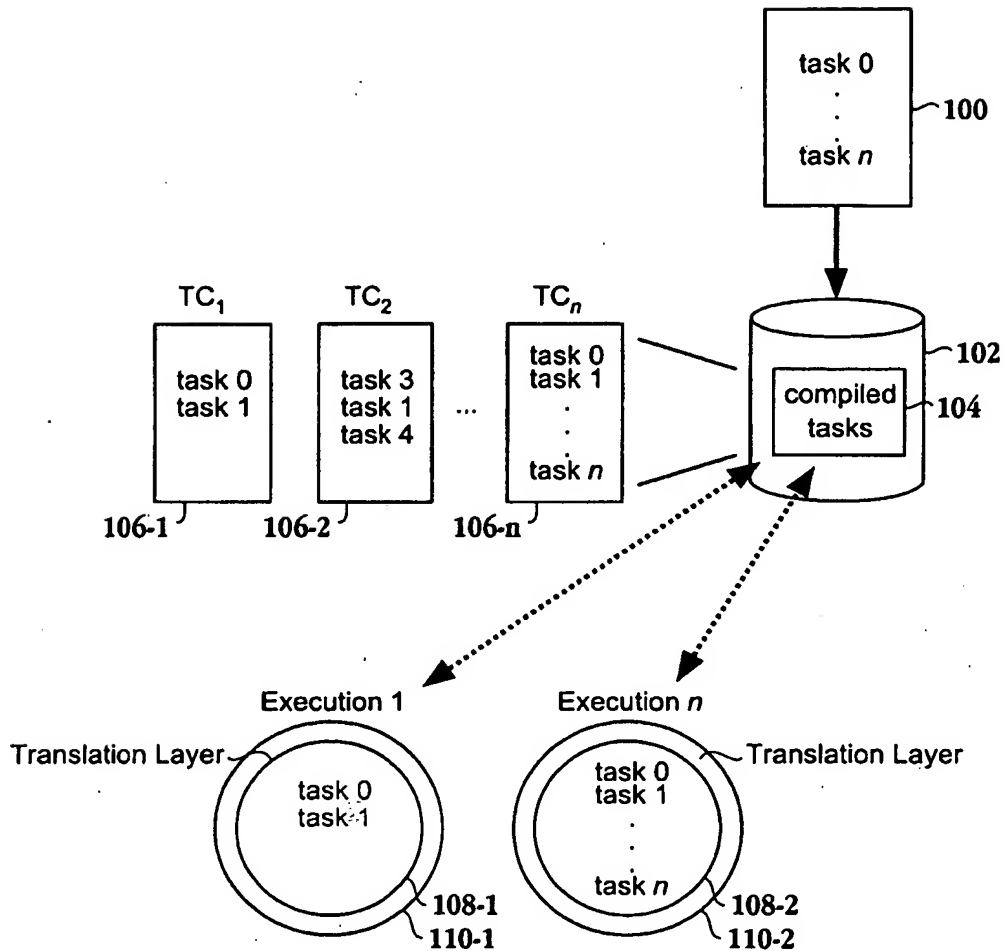 task 0
.
.
.
task n
100
TC1
TC2
TCn
task 0
task 1
task 3
task 1
task 4
...
task 0
task 1
.
.
.
task n
102
compiled
tasks
104
106-1
106-2
106-n
Execution 1
Execution n
Translation Layer
Translation Layer
task 0
task 1
task 0
task 1
.
.
.
task n
108-1
110-1
108-2
110-2